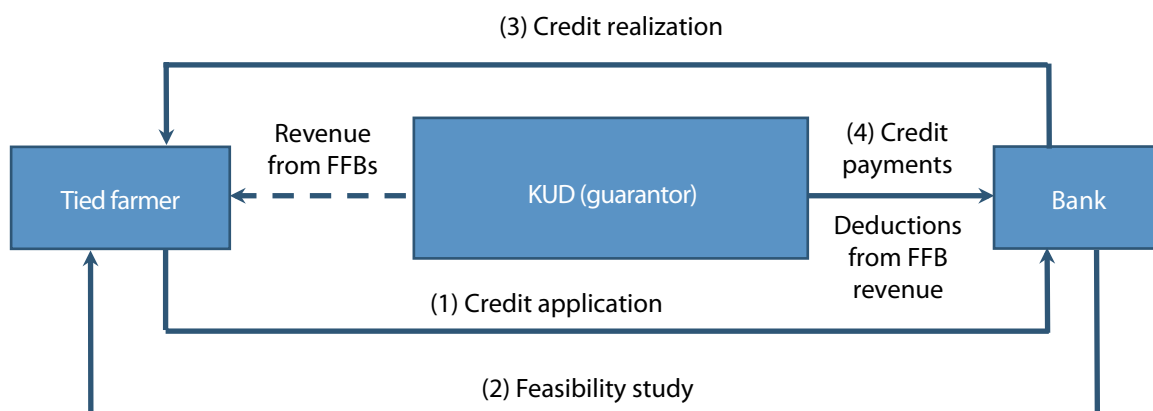 (3) Credit realization
Revenue
from FFBs
(4) Credit
payments
Tied farmer
KUD (guarantor)
Bank
Deductions
from FFB
revenue
(1) Credit application
(2) Feasibility study